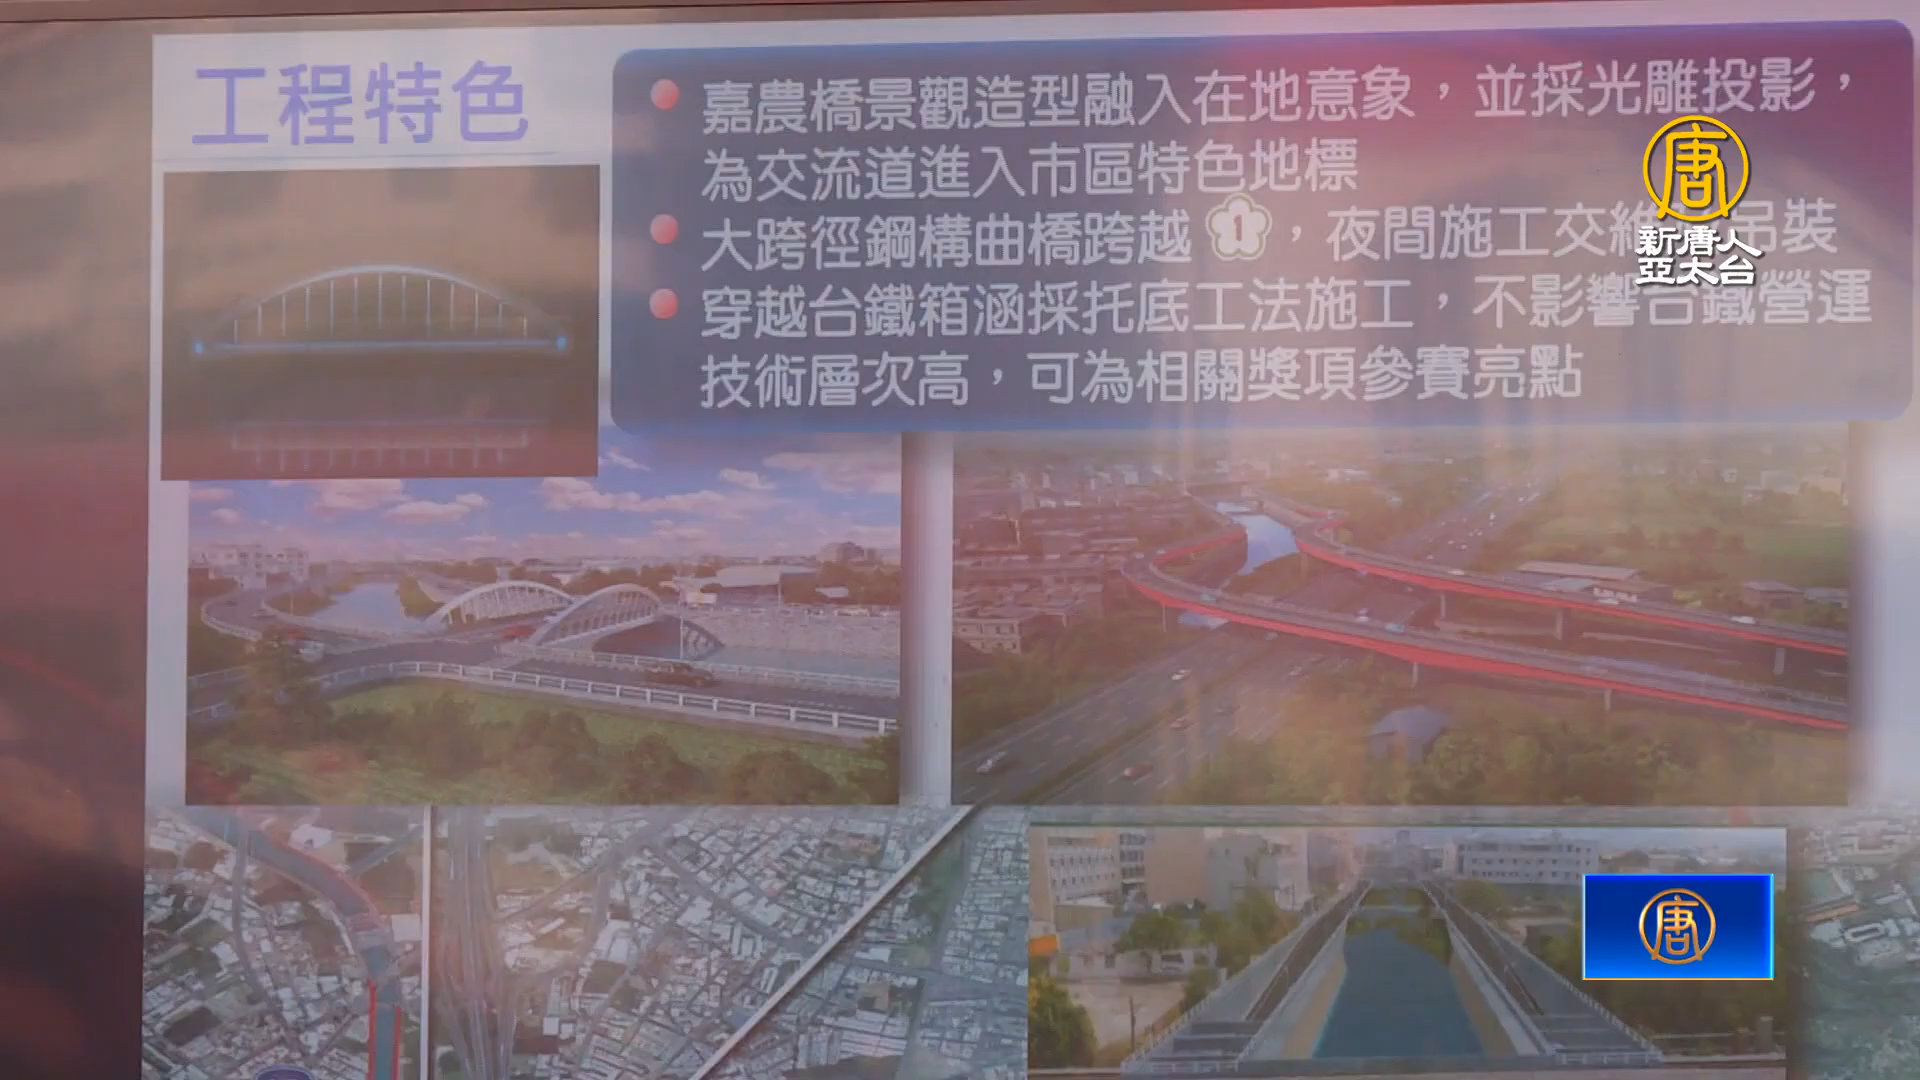 工程特色
嘉農橋景觀造型融入在地意象，並採光雕投影，
為交流道進入市區特色地標
大跨徑鋼構曲橋跨越1，夜間施工交維吊裝
穿越台鐵箱涵採托底工法施工，不影響台鐵營運
技術層次高，可為相關獎項參賽亮點
唐
新唐人
亞太台
唐